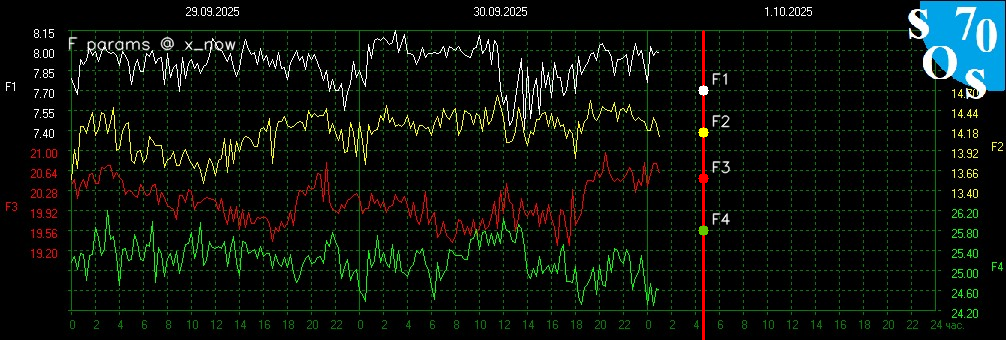 29.09.2025 30.09.2025 1.10.2025
F params @ x_now
SOS 70
F1
8.15
8.00
7.85
7.70
7.55
7.40
F3
21.00
20.64
20.28
19.92
19.56
19.20
F1
F2
F3
F4
14.70
14.44
14.18
13.92
13.66
13.40
F2
26.20
25.80
25.40
25.00
24.60
24.20
F4
0 2 4 6 8 10 12 14 16 18 20 22 0 2 4 6 8 10 12 14 16 18 20 22 0 2 4 6 8 10 12 14 16 18 20 22 24 час.